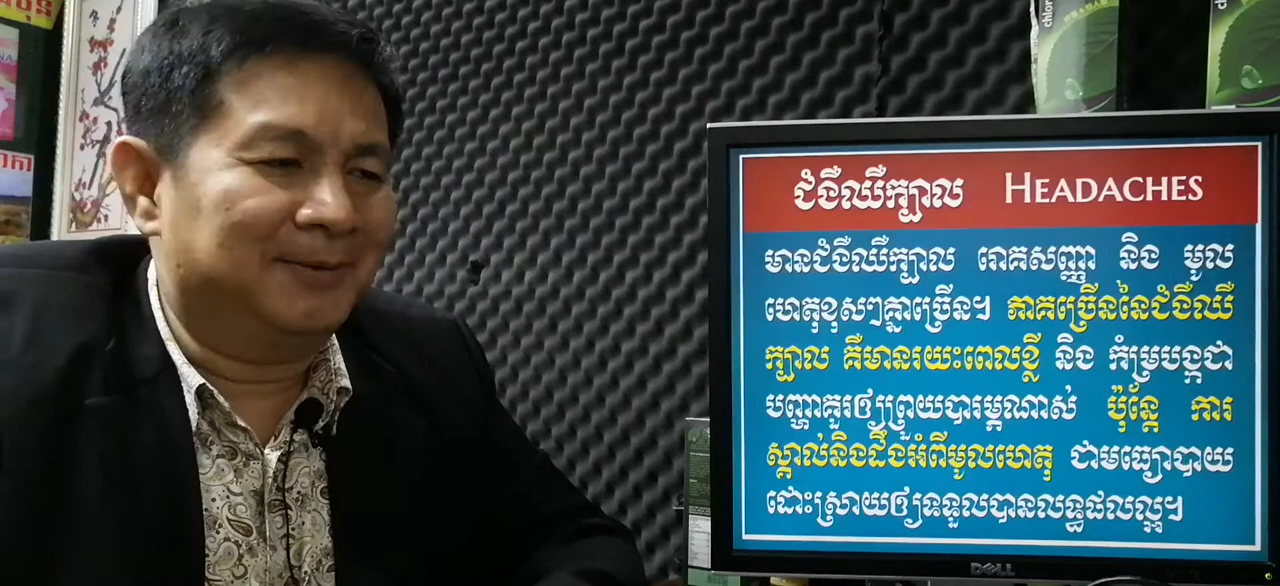 ជំងឺឈឺក្បាល HEADACHES
មានជំងឺឈឺក្បាល រោគសញ្ញា និង មូល
ហេតុខុសៗគ្នាច្រើន។ ភាគច្រើននៃជំងឺឈឺ
ក្បាល គឺមានរយៈពេលខ្លី និង កំម្របង្កជា
បញ្ហាគួរឲ្យព្រួយបារម្ភណាស់ ប៉ុន្តែ ការ
ស្គាល់និងដឹងអំពីមូលហេតុ ជាមធ្យោបាយ
ដោះស្រាយឲ្យទទួលបានលទ្ធផលល្អ។
DELL